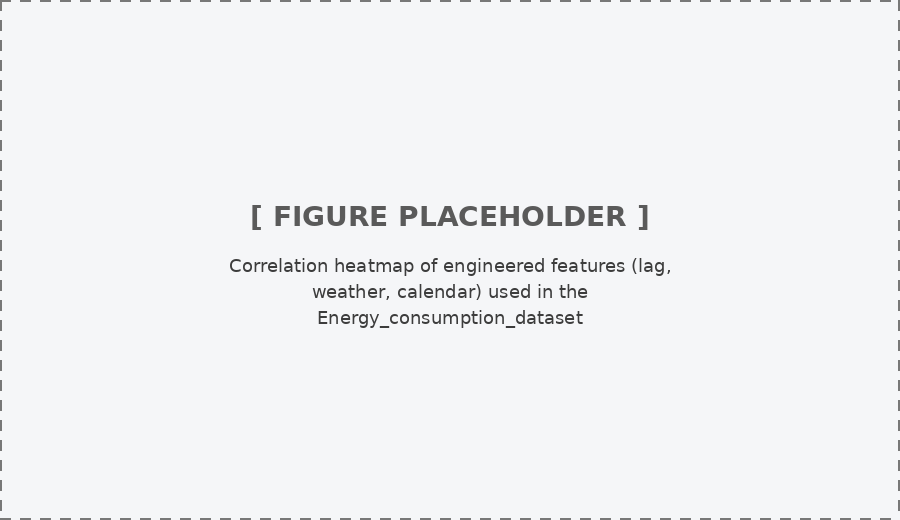 [ FIGURE PLACEHOLDER ]
Correlation heatmap of engineered features (lag,
weather, calendar) used in the
Energy_consumption_dataset